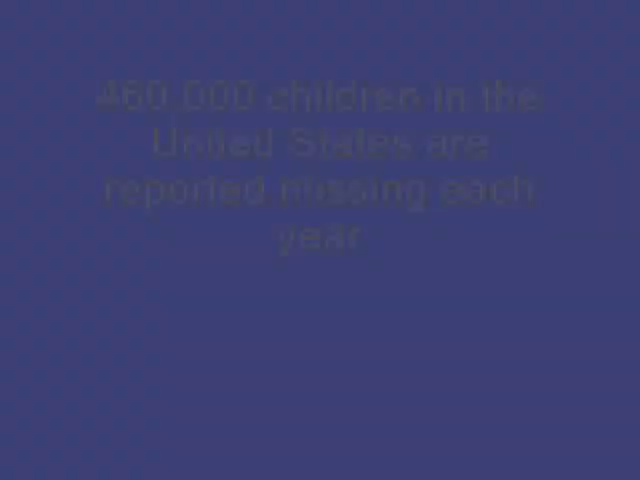 460,000 children in the
United States are
reported missing each
year